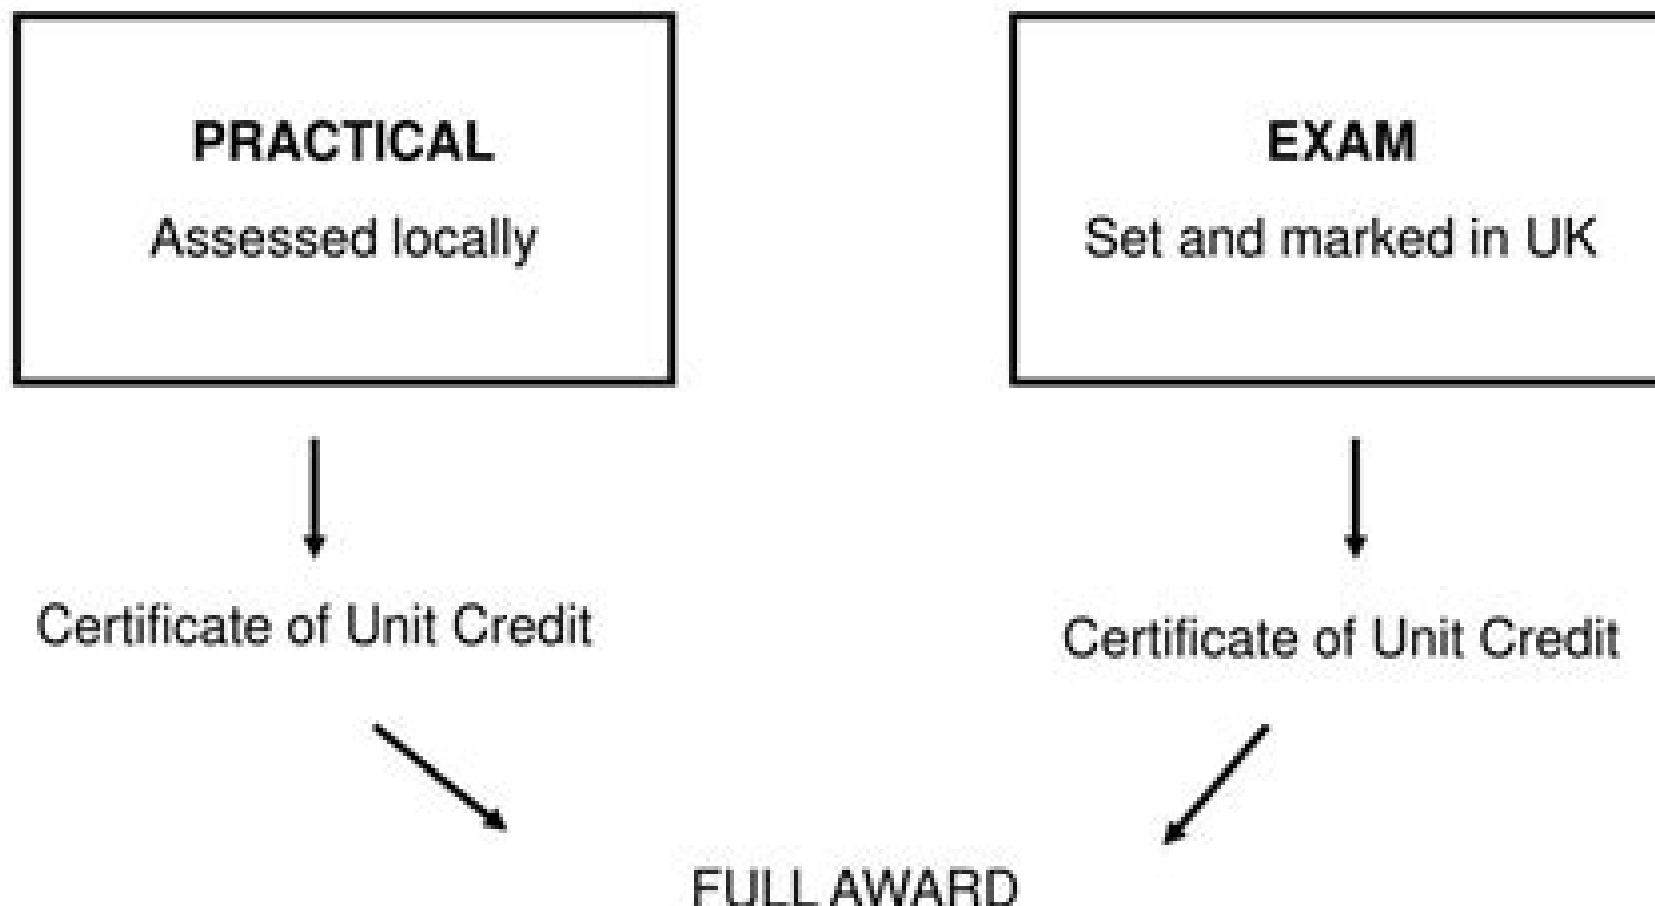 PRACTICAL
Assessed locally
EXAM
Set and marked in UK
Certificate of Unit Credit
Certificate of Unit Credit
FULL AWARD